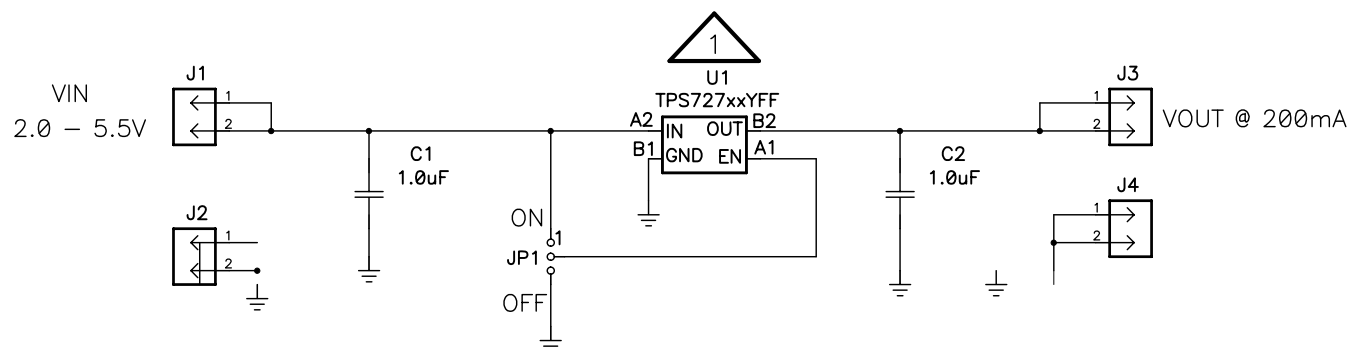 1
U1
TPS727xxYFF
J1
VIN
2.0 – 5.5V
1
2
A2
IN
OUT
B2
B1
GND
EN
A1
J3
1
2
VOUT @ 200mA
C1
1.0uF
C2
1.0uF
J2
1
2
ON
1
JP1
OFF
J4
1
2